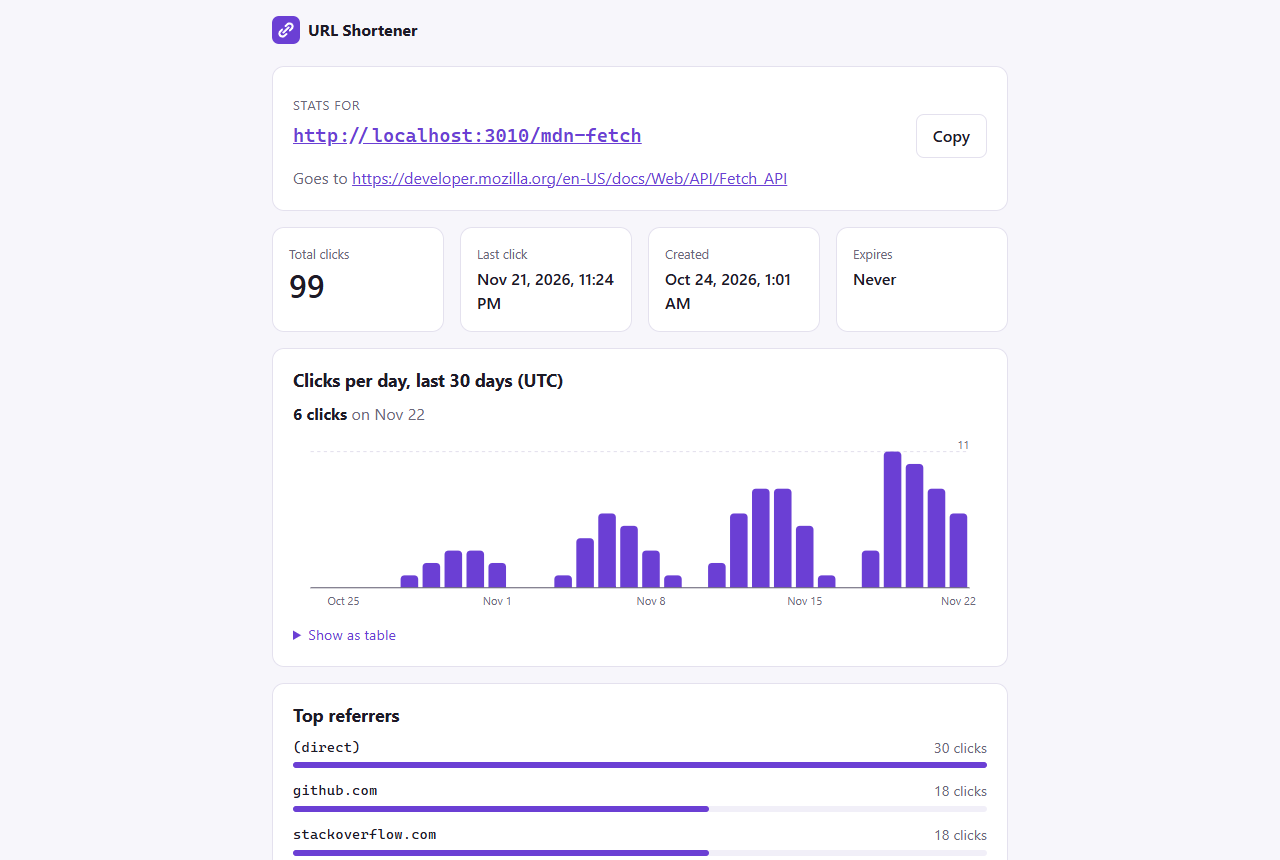 URL Shortener
STATS FOR
http://localhost:3010/mdn-fetch
Copy
Goes to https://developer.mozilla.org/en-US/docs/Web/API/Fetch_API
Total clicks
99
Last click
Nov 21, 2026, 11:24
PM
Created
Oct 24, 2026, 1:01
AM
Expires
Never
Clicks per day, last 30 days (UTC)
6 clicks on Nov 22
11
Oct 25 Nov 1 Nov 8 Nov 15 Nov 22
Show as table
Top referrers
(direct) 30 clicks
github.com 18 clicks
stackoverflow.com 18 clicks